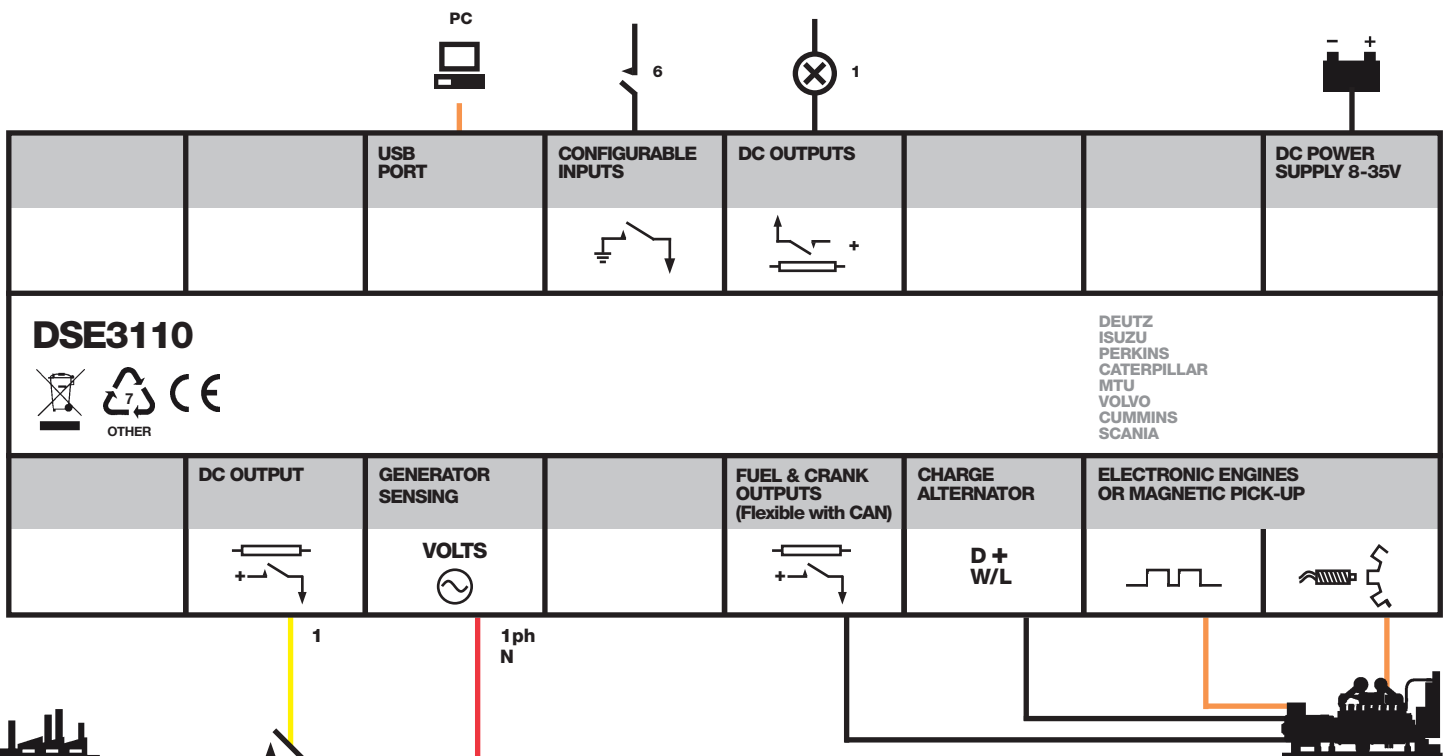 PC
6
1
- +
USB
PORT
CONFIGURABLE
INPUTS
DC OUTPUTS
DC POWER
SUPPLY 8-35V
+
DSE3110
7
OTHER
CE
DEUTZ
ISUZU
PERKINS
CATERPILLAR
MTU
VOLVO
CUMMINS
SCANIA
DC OUTPUT
GENERATOR
SENSING
FUEL & CRANK
OUTPUTS
(Flexible with CAN)
CHARGE
ALTERNATOR
ELECTRONIC ENGINES
OR MAGNETIC PICK-UP
+
VOLTS
+
D +
W/L
1
1ph
N